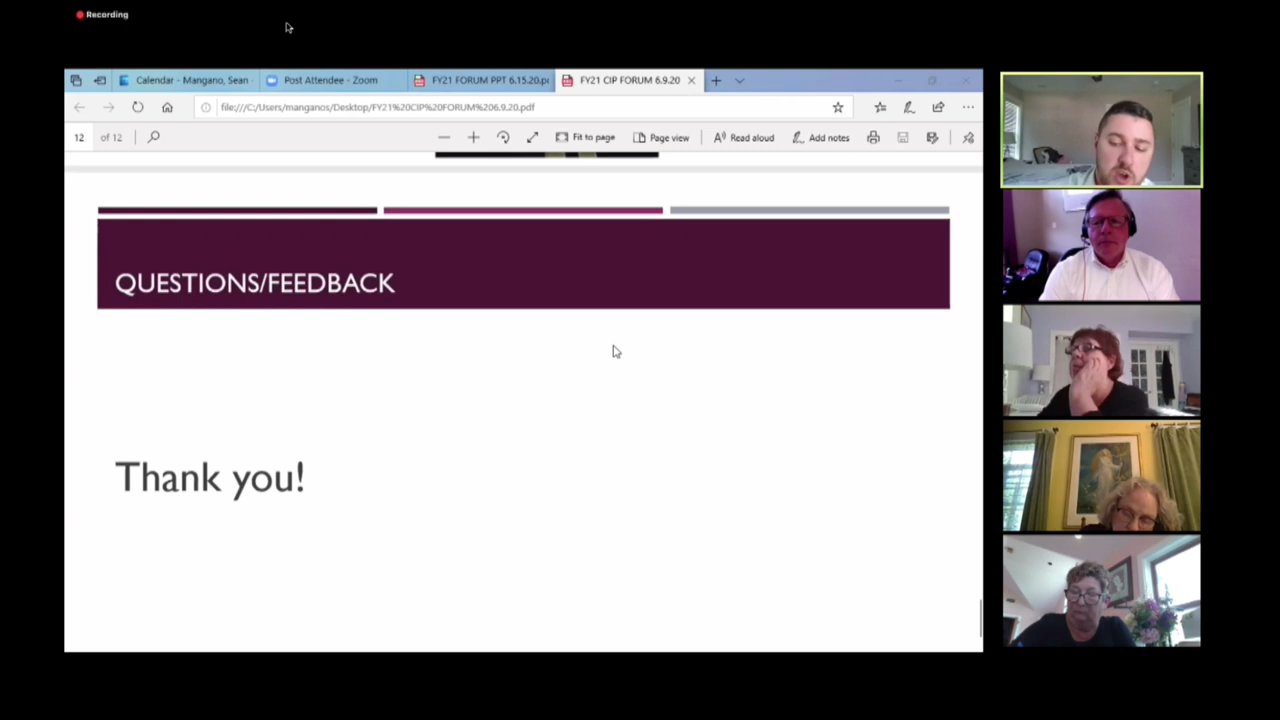 Recording
Calendar - Mangano, Sean
Post Attendee - Zoom
FY21 FORUM PPT 6.15.20.p
FY21 CIP FORUM 6.9.20
file:///C:/Users/manganos/Desktop/FY21%20CIP%20FORUM%206.9.20.pdf
12 of 12
Fit to page
Page view
Read aloud
Add notes
QUESTIONS/FEEDBACK
Thank you!